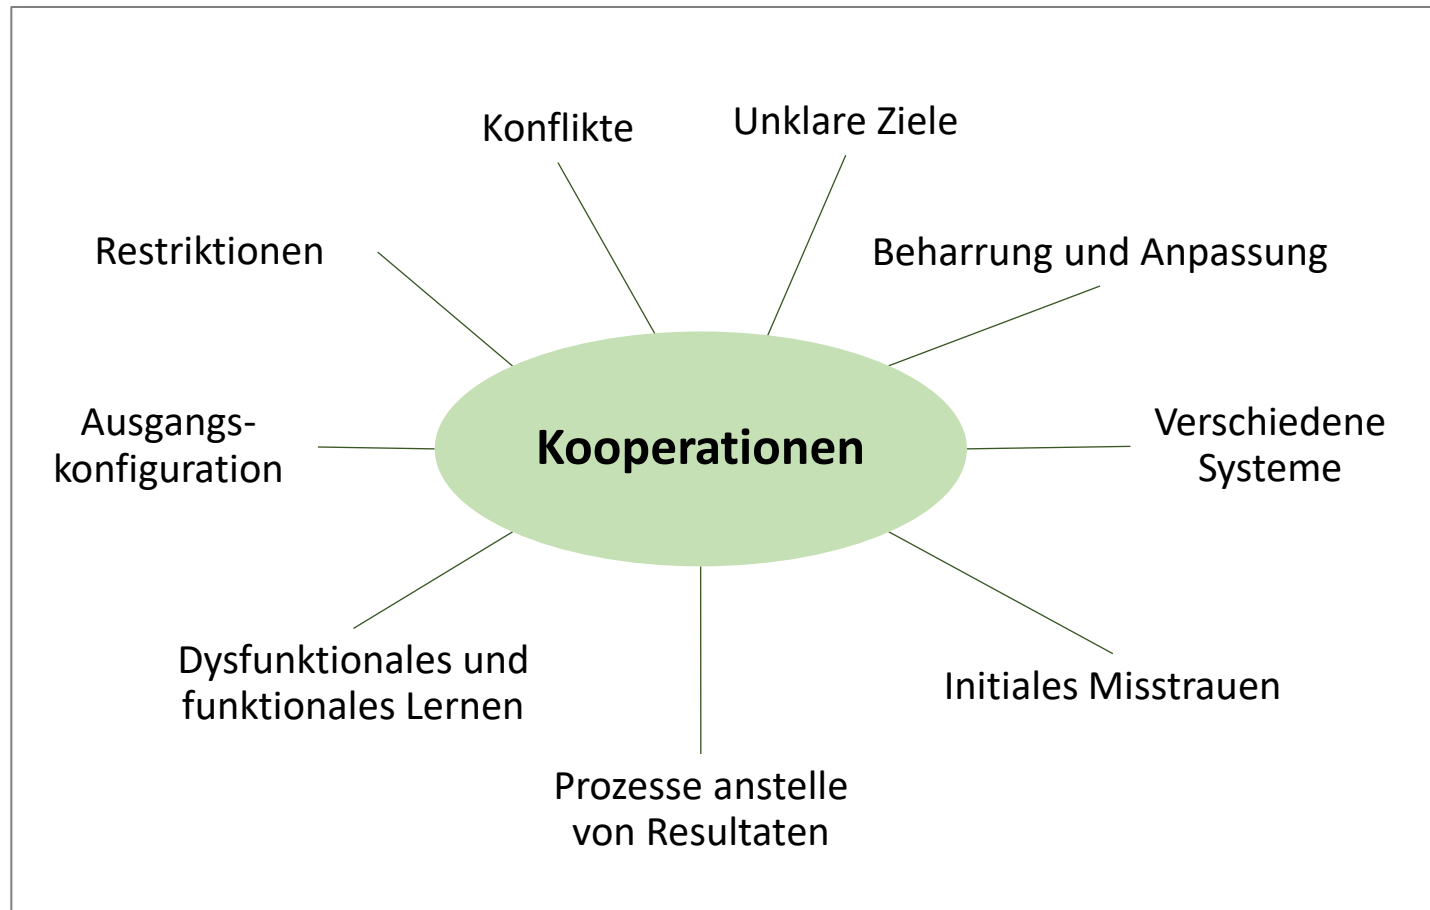 Konflikte
Unklare Ziele
Restriktionen
Beharrung und Anpassung
Ausgangs-
konfiguration
Kooperationen
Verschiedene
Systeme
Dysfunktionales und
funktionales Lernen
Initiales Misstrauen
Prozesse anstelle
von Resultaten